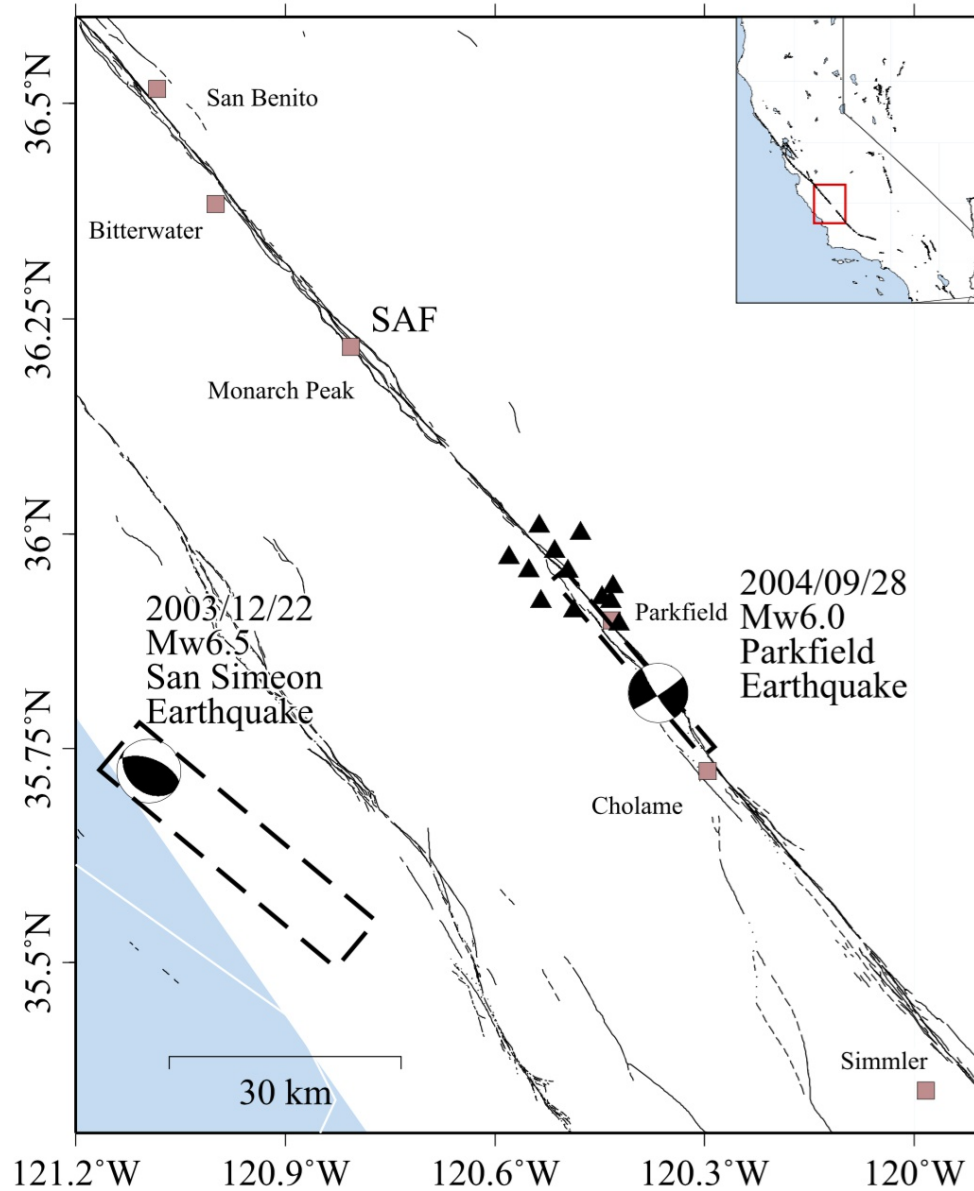 San Benito
Bitterwater
SAF
Monarch Peak
2003/12/22
Mw6.5
San Simeon
Earthquake
Parkfield
2004/09/28
Mw6.0
Parkfield
Earthquake
Cholame
Simmler
30 km
36.5°N
36.25°N
36°N
35.75°N
35.5°N
121.2°W
120.9°W
120.6°W
120.3°W
120°W